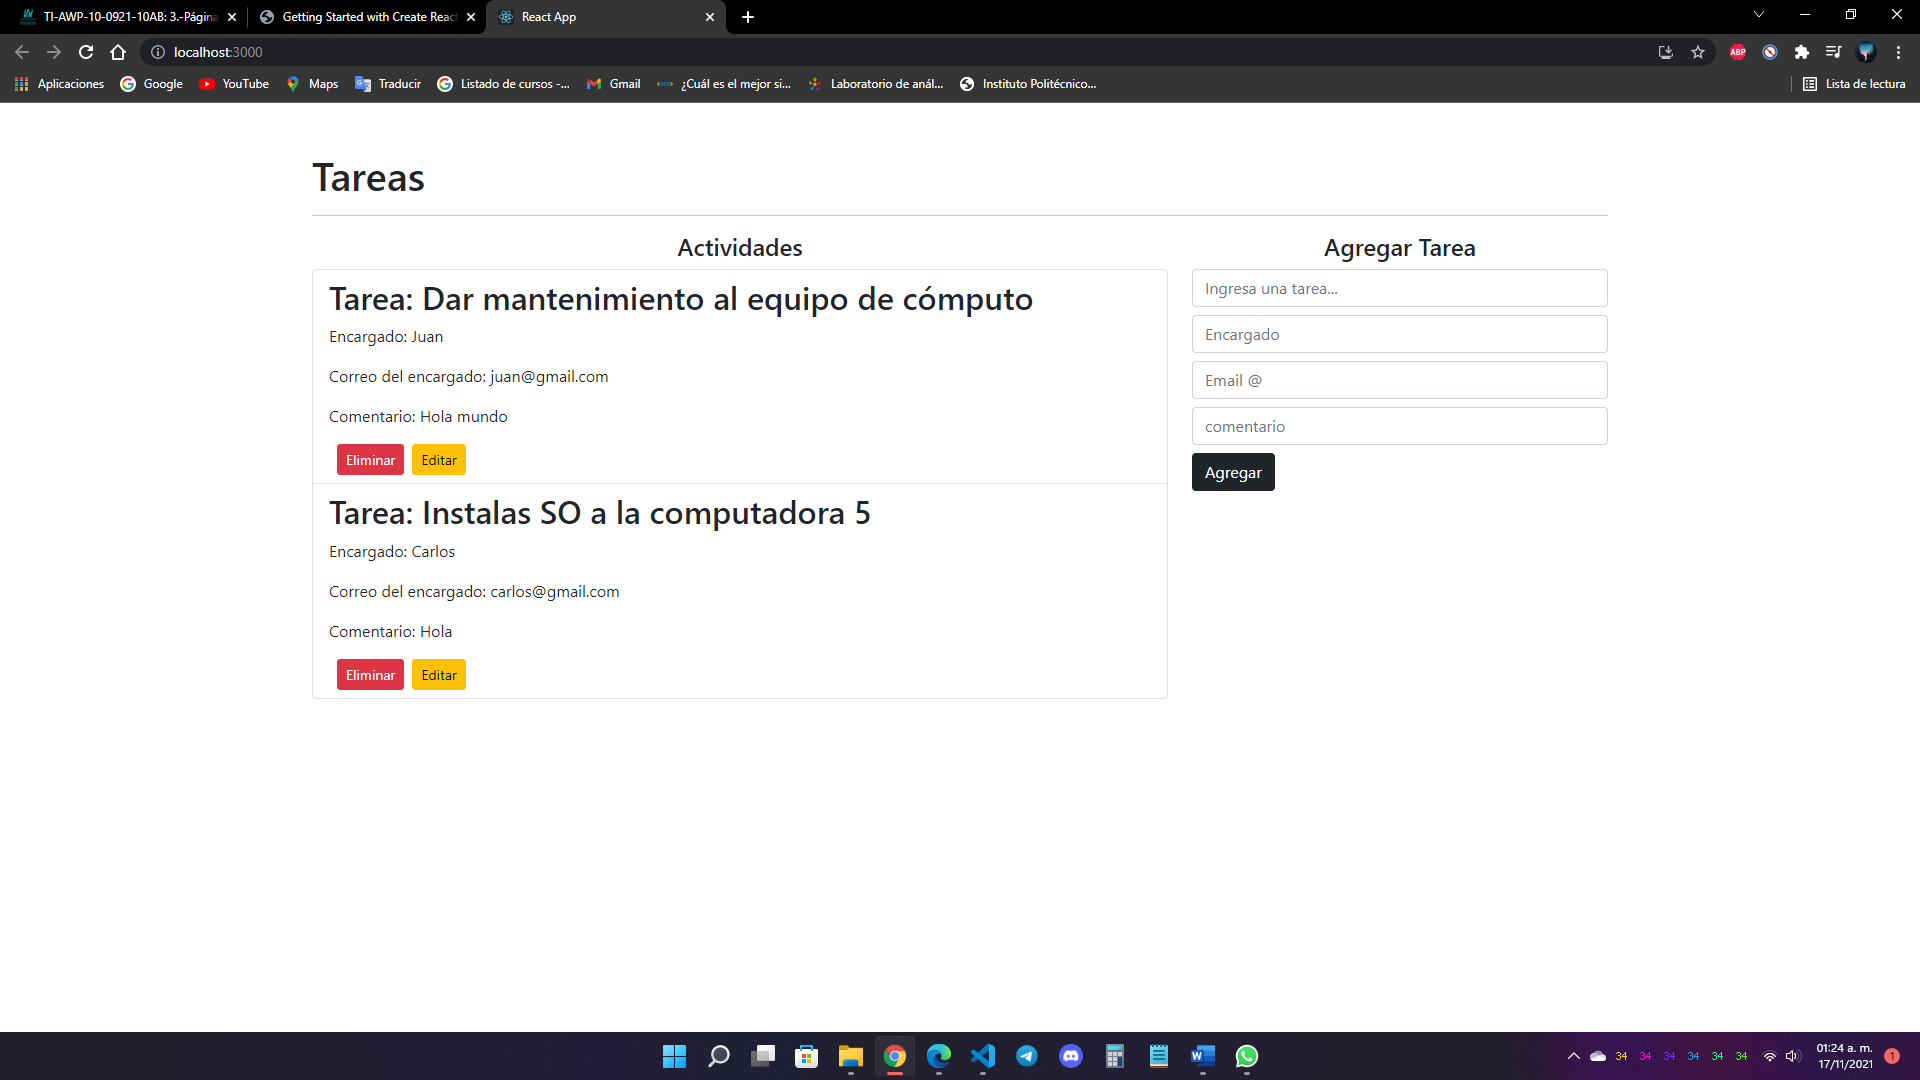 TI-AWP-10-0921-10AB: 3.-Página
Getting Started with Create Reac
React App
localhost:3000
ABP
Aplicaciones
Google
YouTube
Maps
Traducir
Listado de cursos -...
Gmail
¿Cuál es el mejor si...
Laboratorio de anál...
Instituto Politécnico...
Lista de lectura
Tareas
Actividades
Tarea: Dar mantenimiento al equipo de cómputo
Encargado: Juan
Correo del encargado: juan@gmail.com
Comentario: Hola mundo
Eliminar
Editar
Tarea: Instalas SO a la computadora 5
Encargado: Carlos
Correo del encargado: carlos@gmail.com
Comentario: Hola
Eliminar
Editar
Agregar Tarea
Ingresa una tarea...
Encargado
Email @
comentario
Agregar
34 34 34 34 34 34
01:24 a. m.
17/11/2021
1